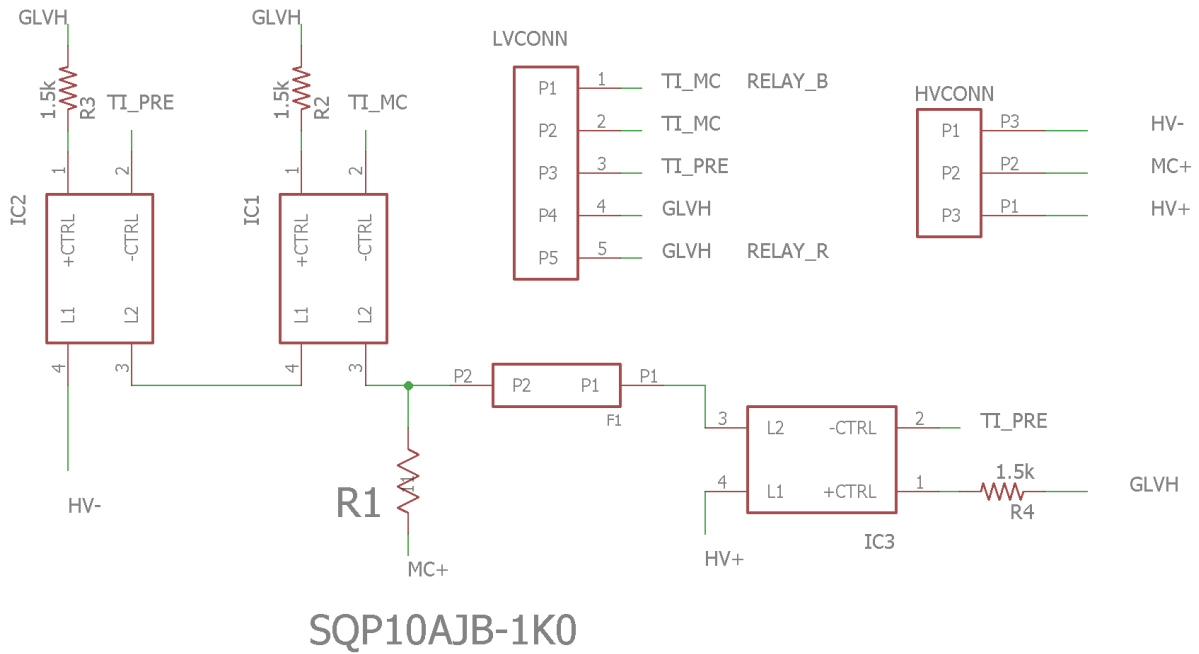 GLVH
GLVH
LVCONN
1.5k
R3
TI_PRE
1.5k
R2
TI_MC
P1 1 TI_MC RELAY_B
HVCONN
P2 2 TI_MC
P1 P3 HV-
P3 3 TI_PRE
P2 P2 MC+
P4 4 GLVH
P3 P1 HV+
P5 5 GLVH RELAY_R
1
2
1
2
IC2
IC1
+CTRL
-CTRL
+CTRL
-CTRL
L1
L2
L1
L2
4
3
4
3
P2 P2 P1 P1
F1
3 L2 -CTRL 2 TI_PRE
4 L1 +CTRL 1
1.5k
R4
GLVH
IC3
HV-
R1
MC+
HV+
SQP10AJB-1K0